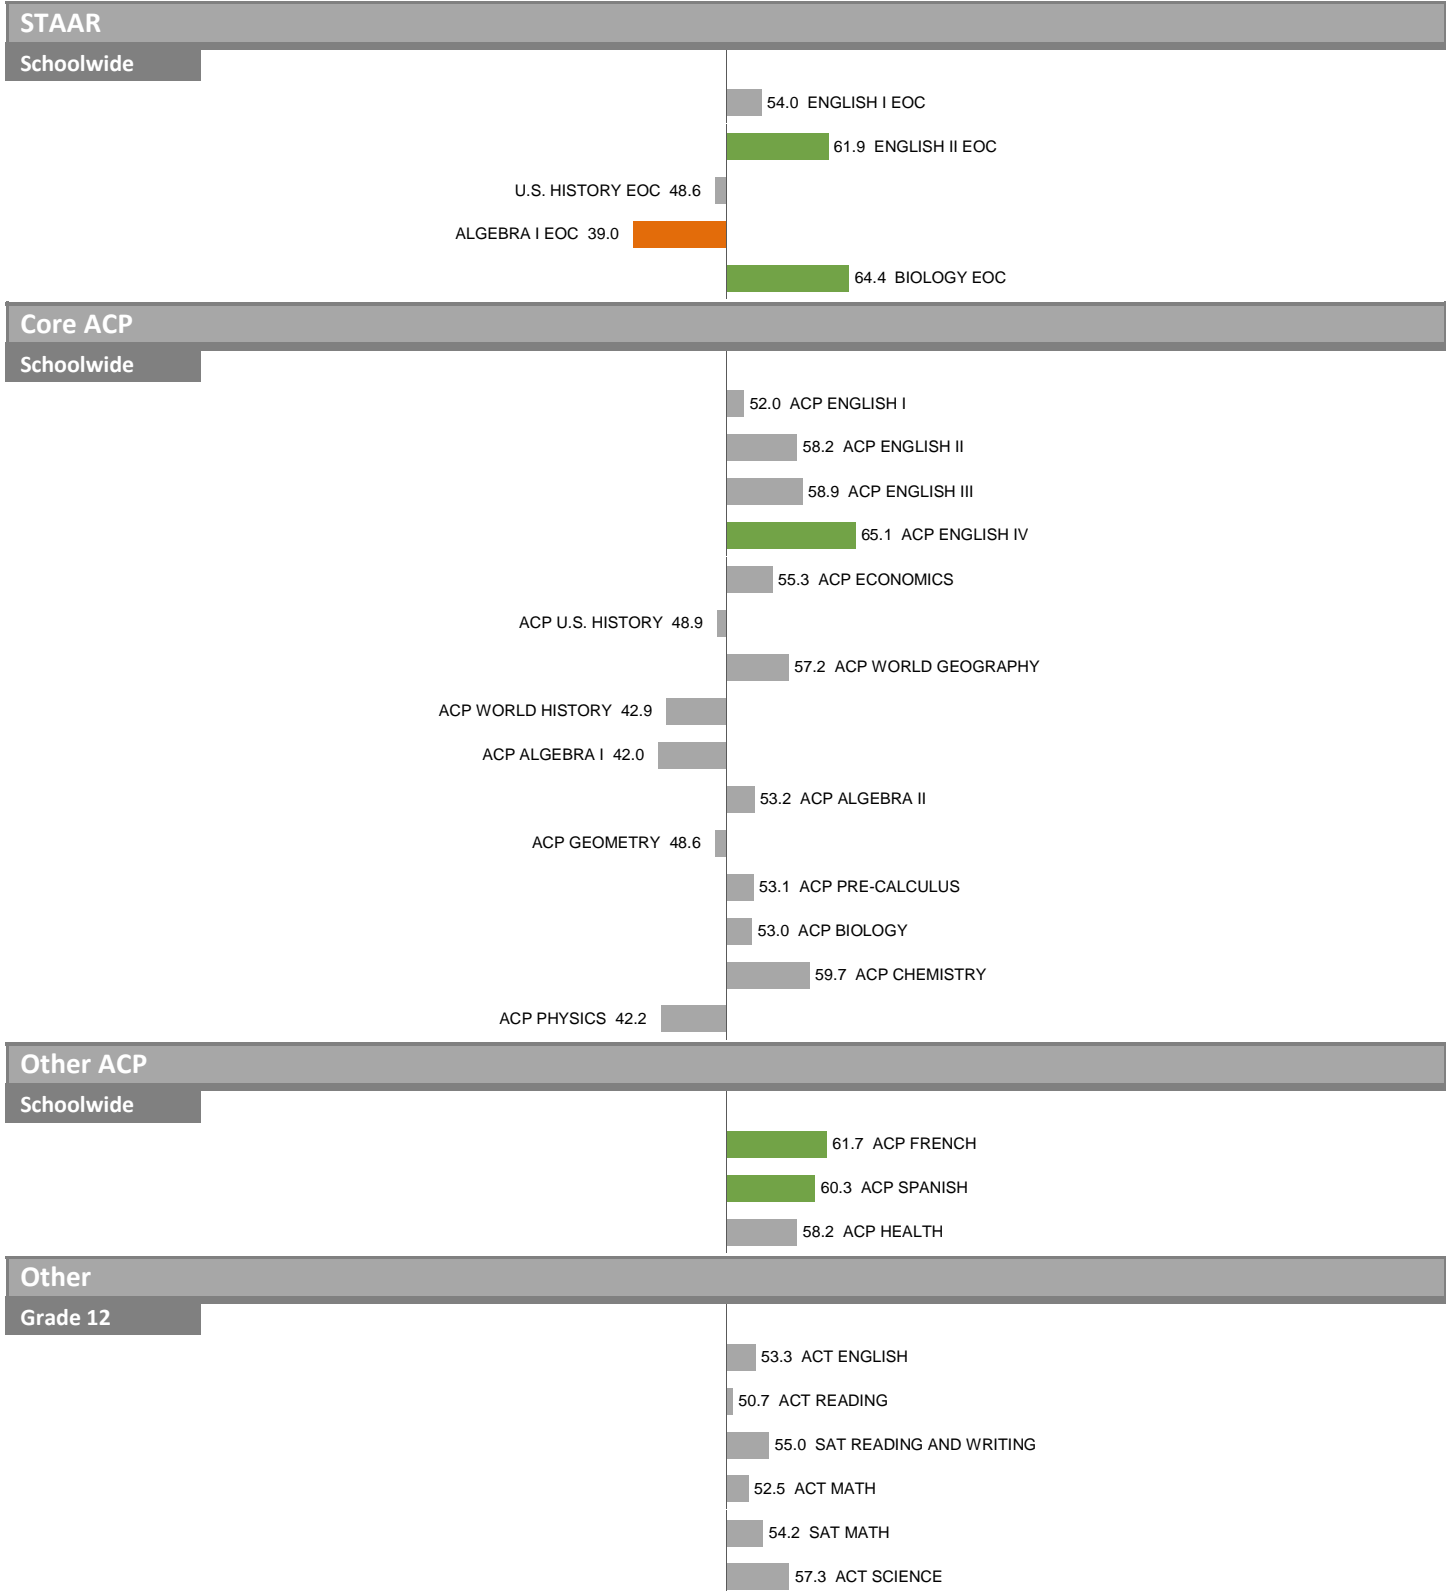 STAAR
Schoolwide
54.0 ENGLISH I EOC
61.9 ENGLISH II EOC
U.S. HISTORY EOC 48.6
ALGEBRA I EOC 39.0
64.4 BIOLOGY EOC
Core ACP
Schoolwide
52.0 ACP ENGLISH I
58.2 ACP ENGLISH II
58.9 ACP ENGLISH III
65.1 ACP ENGLISH IV
55.3 ACP ECONOMICS
ACP U.S. HISTORY 48.9
57.2 ACP WORLD GEOGRAPHY
ACP WORLD HISTORY 42.9
ACP ALGEBRA I 42.0
53.2 ACP ALGEBRA II
ACP GEOMETRY 48.6
53.1 ACP PRE-CALCULUS
53.0 ACP BIOLOGY
59.7 ACP CHEMISTRY
ACP PHYSICS 42.2
Other ACP
Schoolwide
61.7 ACP FRENCH
60.3 ACP SPANISH
58.2 ACP HEALTH
Other
Grade 12
53.3 ACT ENGLISH
50.7 ACT READING
55.0 SAT READING AND WRITING
52.5 ACT MATH
54.2 SAT MATH
57.3 ACT SCIENCE